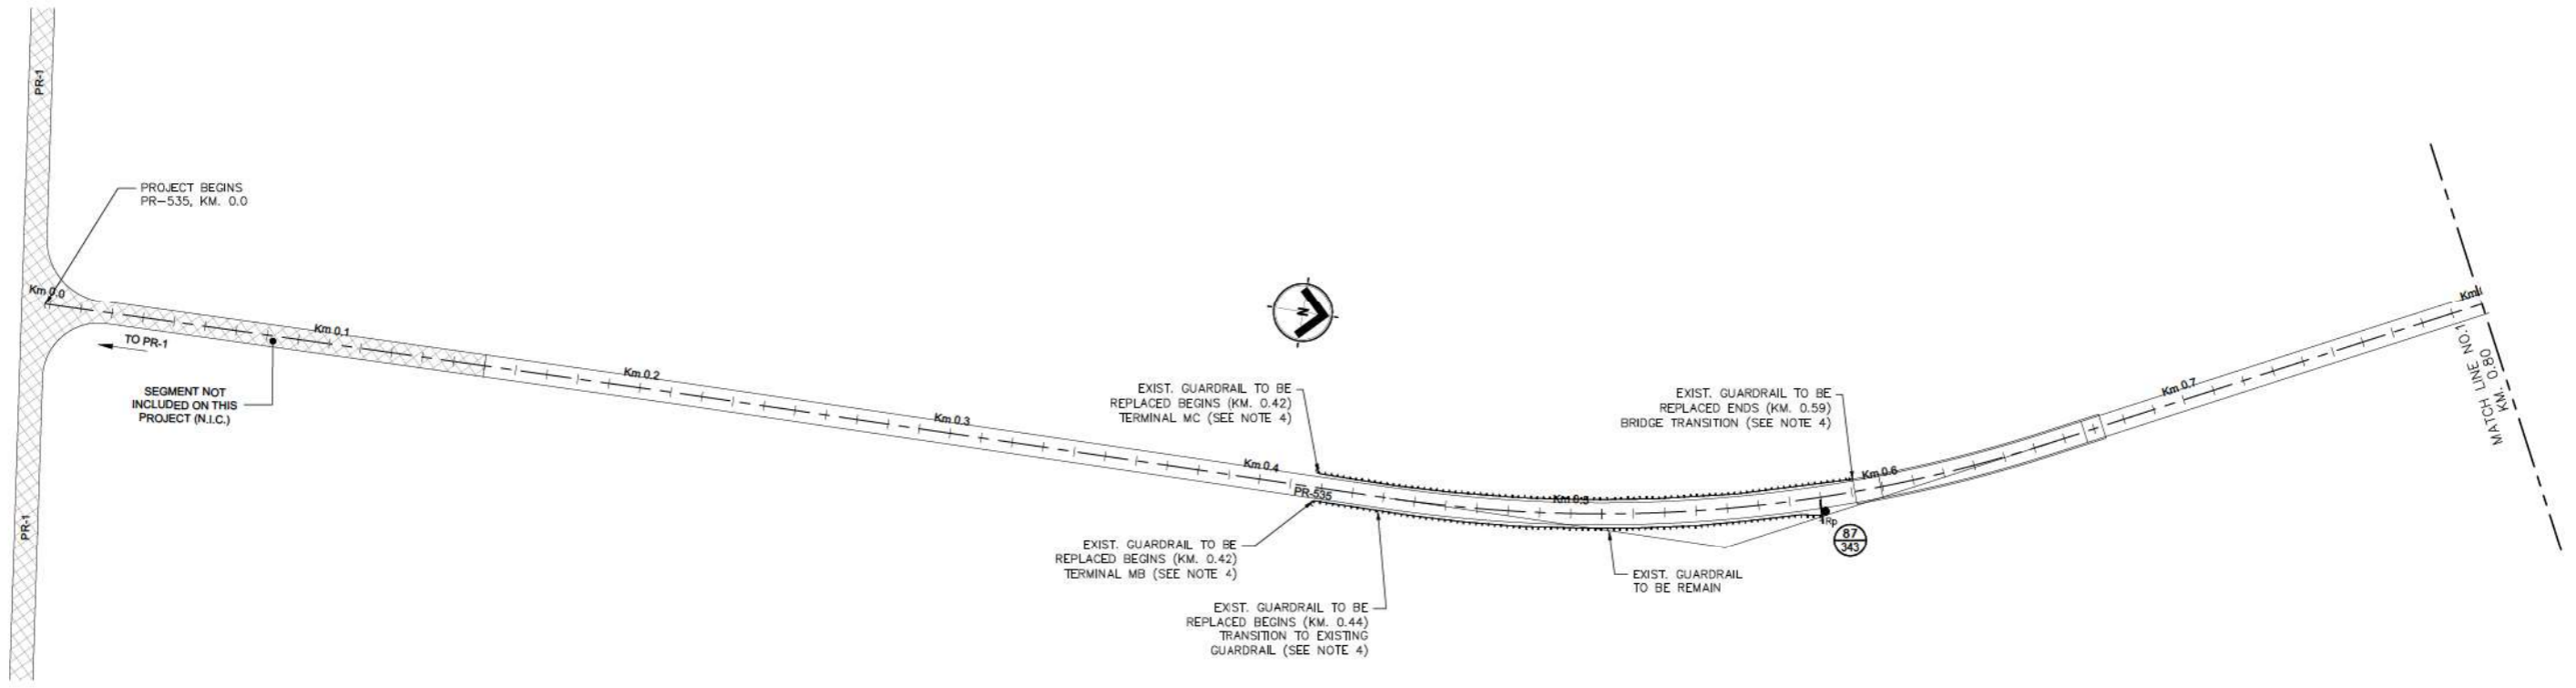 PR-1
PROJECT BEGINS
PR-535, KM. 0.0
Km 0.0
TO PR-1
Km 0.1
SEGMENT NOT
INCLUDED ON THIS
PROJECT (N.I.C.)
Km 0.2
Km 0.3
N
EXIST. GUARDRAIL TO BE
REPLACED BEGINS (KM. 0.42)
TERMINAL MC (SEE NOTE 4)
Km 0.4
PR-535
EXIST. GUARDRAIL TO BE
REPLACED BEGINS (KM. 0.42)
TERMINAL MB (SEE NOTE 4)
EXIST. GUARDRAIL TO BE
REPLACED BEGINS (KM. 0.44)
TRANSITION TO EXISTING
GUARDRAIL (SEE NOTE 4)
Km 0.5
EXIST. GUARDRAIL
TO BE REMAIN
EXIST. GUARDRAIL TO BE
REPLACED ENDS (KM. 0.59)
BRIDGE TRANSITION (SEE NOTE 4)
Km 0.6
Rp
87
343
Km 0.7
Km
MATCH LINE NO.1
KM. 0.80
PR-1